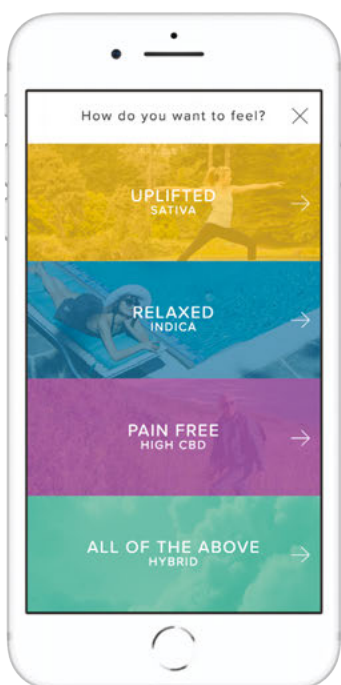 How do you want to feel?
UPLIFTED
SATIVA
RELAXED
INDICA
PAIN FREE
HIGH CBD
ALL OF THE ABOVE
HYBRID